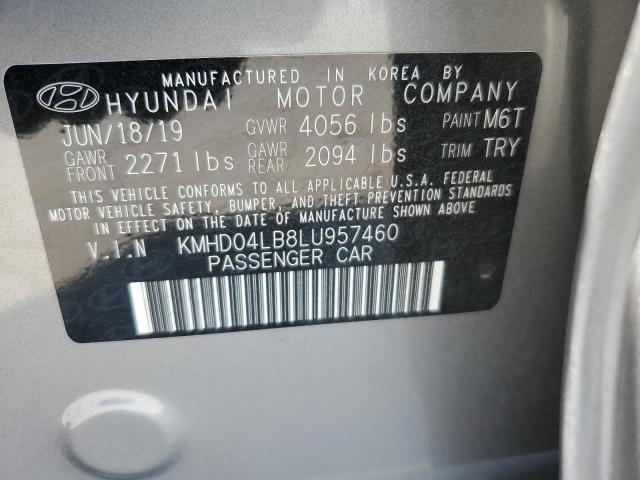 MANUFACTURED IN KOREA BY
HYUNDAI MOTOR COMPANY
JUN/18/19 GVWR 4056 lbs PAINT M6T
GAWR FRONT 2271 lbs GAWR REAR 2094 lbs TRIM TRY
THIS VEHICLE CONFORMS TO ALL APPLICABLE U.S.A. FEDERAL
MOTOR VEHICLE SAFETY, BUMPER, AND THEFT PREVENTION STANDARDS
IN EFFECT ON THE DATE OF MANUFACTURE SHOWN ABOVE.
V.I.N KMHD04LB8LU957460
PASSENGER CAR